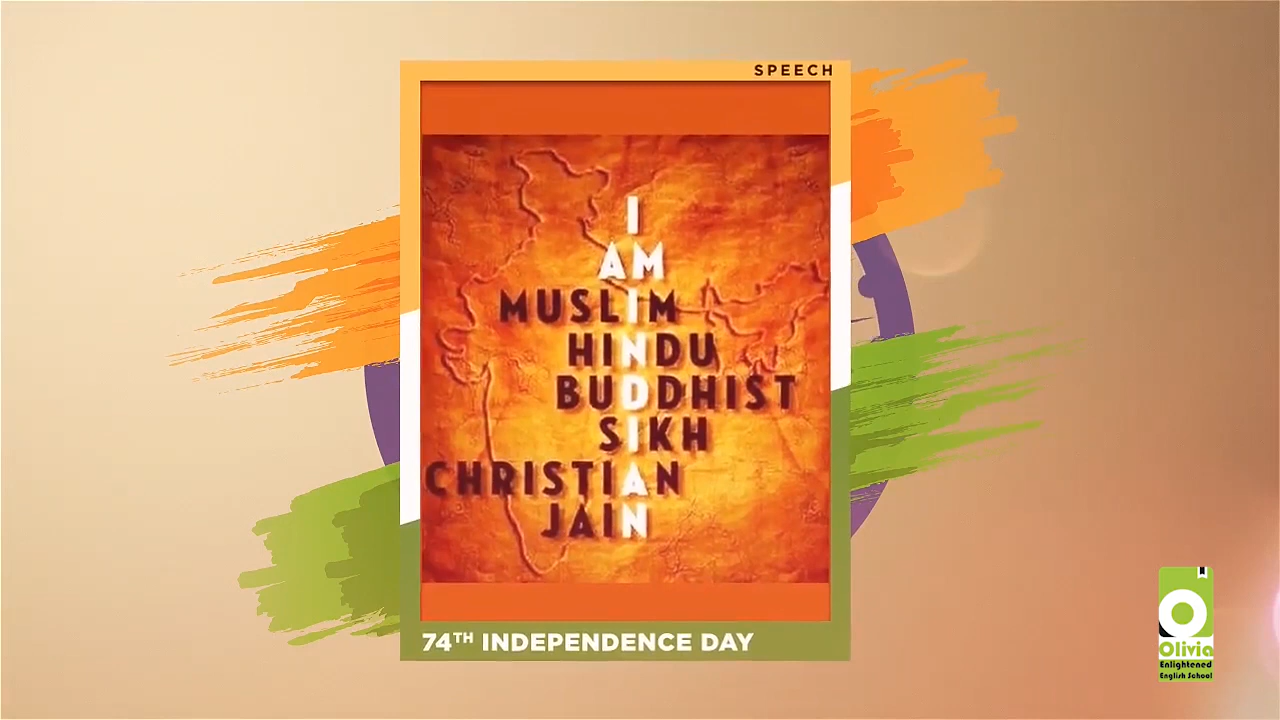 SPEECH
I
AM
MUSLIM
HINDU
BUDDHIST
SIKH
CHRISTIAN
JAIN
74TH INDEPENDENCE DAY
Olivia
Enlightened
English School